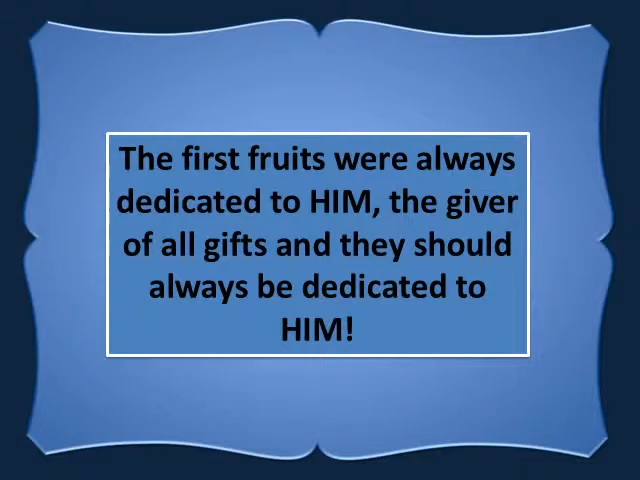 The first fruits were always
dedicated to HIM, the giver
of all gifts and they should
always be dedicated to
HIM!